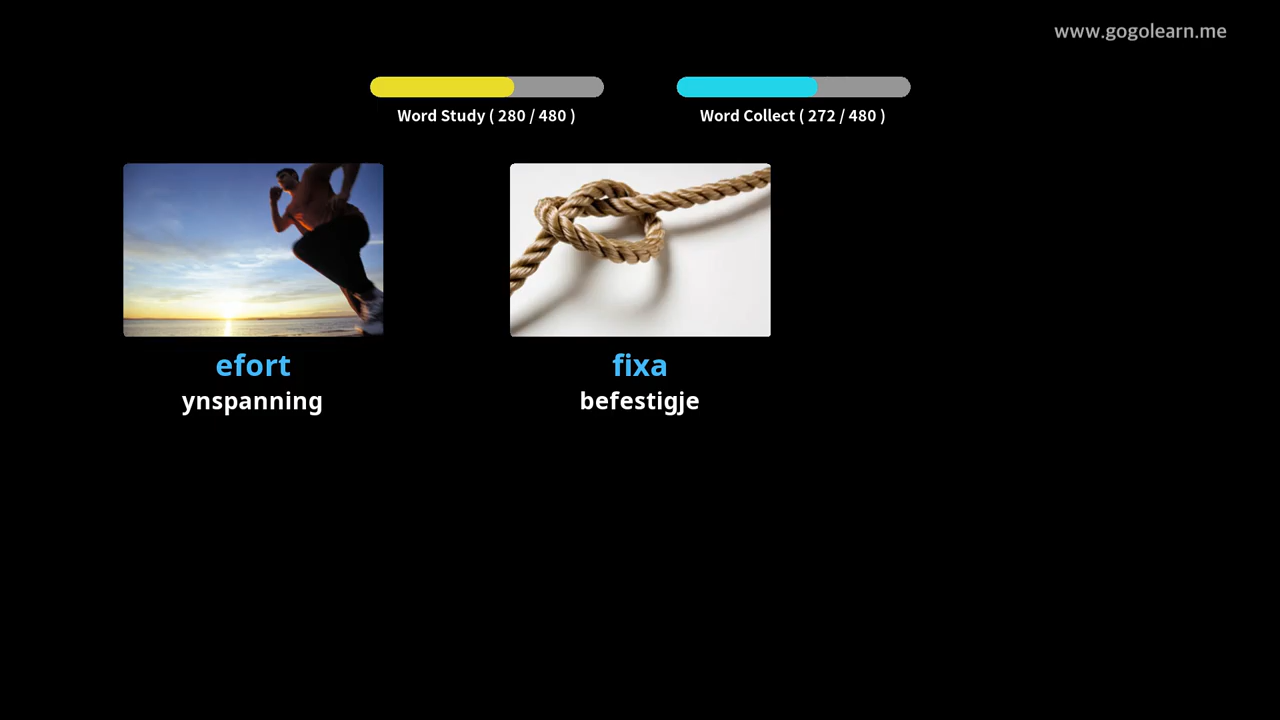 www.gogolearn.me
Word Study ( 280 / 480 )
Word Collect ( 272 / 480 )
efort
ynspanning
fixa
befestigje